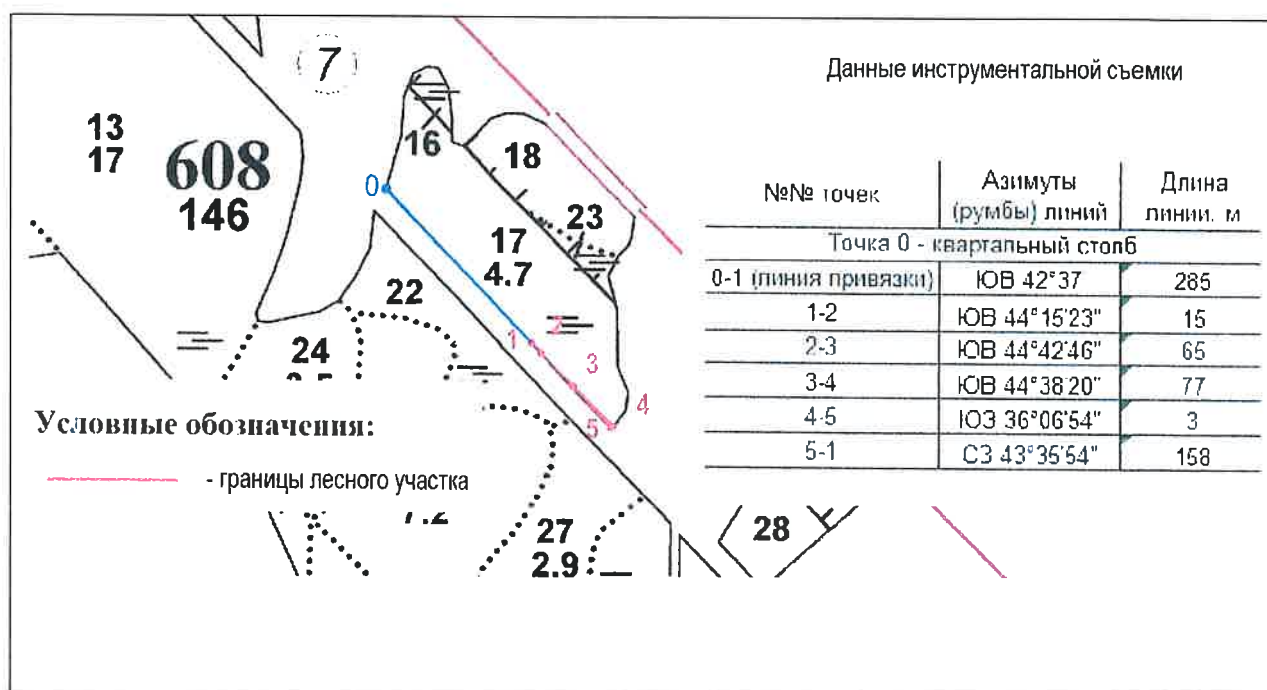 7
13
17
608
146
16
18
23
0
17
4.7
22
1
2
3
4
5
24
27
2.9
28
Условные обозначения:
- границы лесного участка
Данные инструментальной съемки
№№ точек Азимуты (румбы) линий Длина линии. м
Точка 0 - квартальный столб
0-1 (линия привязки) ЮВ 42°37 285
1-2 ЮВ 44°15'23" 15
2-3 ЮВ 44°42'46" 65
3-4 ЮВ 44°38'20" 77
4-5 ЮЗ 36°06'54" 3
5-1 СЗ 43°35'54" 158